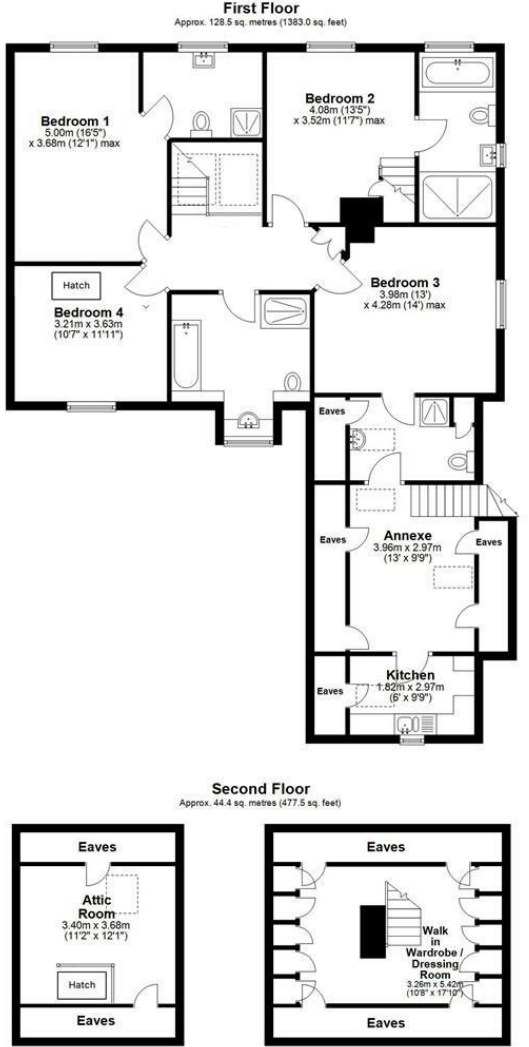 First Floor
Approx. 128.5 sq. metres (1383.0 sq. feet)
Bedroom 1
5.00m (16'5")
x 3.68m (12'1") max
Bedroom 2
4.08m (13'5")
x 3.52m (11'7") max
Hatch
Bedroom 4
3.21m x 3.63m
(10'7" x 11'11")
Bedroom 3
3.98m (13')
x 4.28m (14') max
Eaves
Eaves
Annexe
3.96m x 2.97m
(13' x 9'9")
Eaves
Eaves
Kitchen
1.82m x 2.97m
(6' x 9'9")
Second Floor
Approx. 44.4 sq. metres (477.5 sq. feet)
Eaves
Attic
Room
3.40m x 3.68m
(11'2" x 12'1")
Hatch
Eaves
Eaves
Walk
in
Wardrobe /
Dressing
Room
3.26m x 5.42m
(10'8" x 17'10")
Eaves